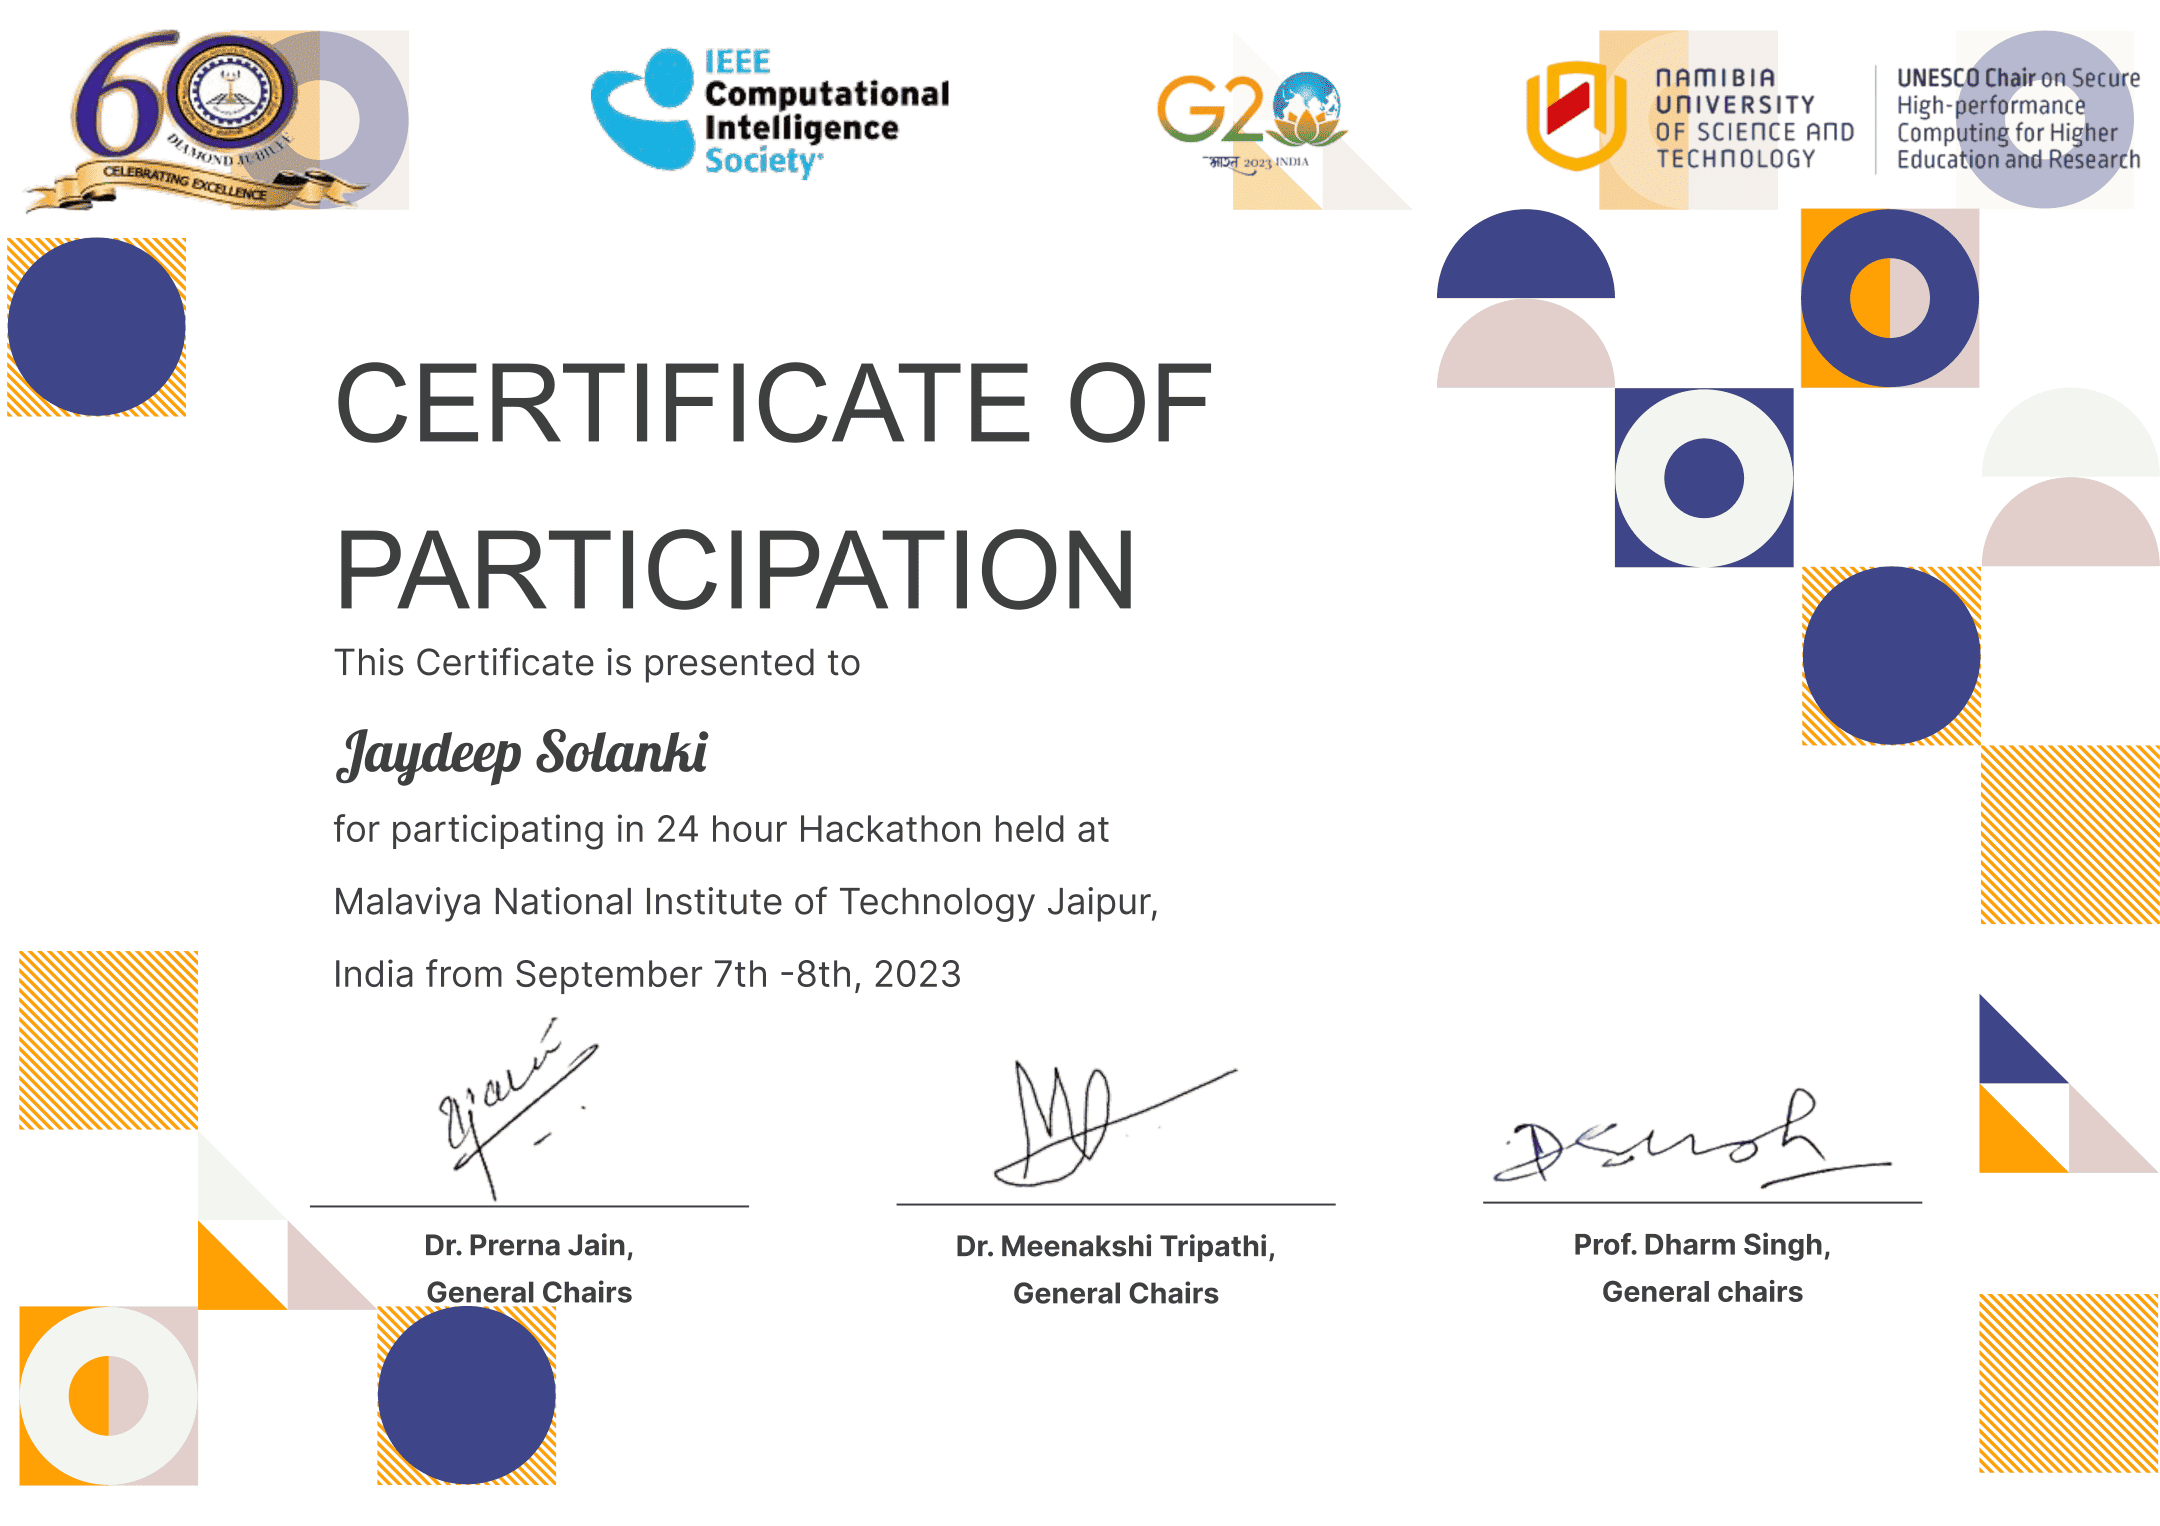 60
DIAMOND JUBILEE
CELEBRATING EXCELLENCE
IEEE
Computational
Intelligence
Society
G20
भारत 2023 INDIA
NAMIBIA
UNIVERSITY
OF SCIENCE AND
TECHNOLOGY
UNESCO Chair on Secure
High-performance
Computing for Higher
Education and Research
CERTIFICATE OF
PARTICIPATION
This Certificate is presented to
Jaydeep Solanki
for participating in 24 hour Hackathon held at
Malaviya National Institute of Technology Jaipur,
India from September 7th -8th, 2023
Dr. Prerna Jain,
General Chairs
Dr. Meenakshi Tripathi,
General Chairs
Prof. Dharm Singh,
General chairs